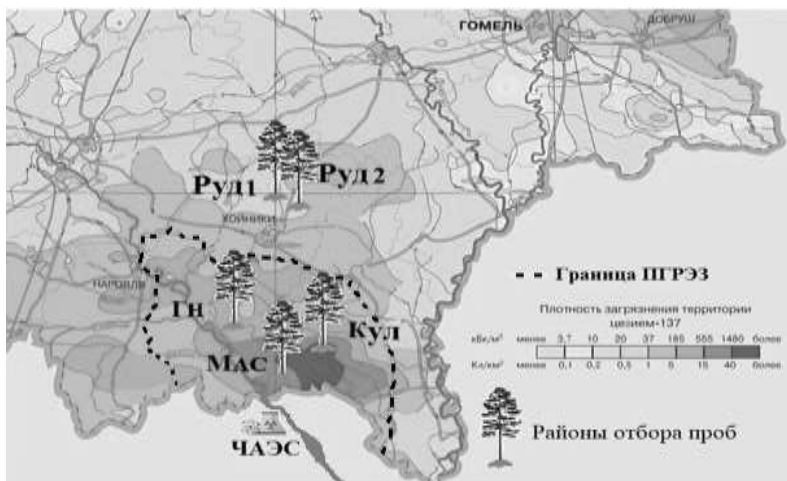 ГОМЕЛЬ
ДОБРУШ
Руд1
Руд 2
ХОЙНИКИ
НАРОВЛЯ
Гн
Кул
Мас
ЧАЭС
Граница ПГРЭЗ
Плотность загрязнения территории
цезием-137
кБк/м² менее 3,7 10 20 37 185 555 1480 более
Ки/км² менее 0,1 0,2 0,5 1 5 15 40 более
Районы отбора проб